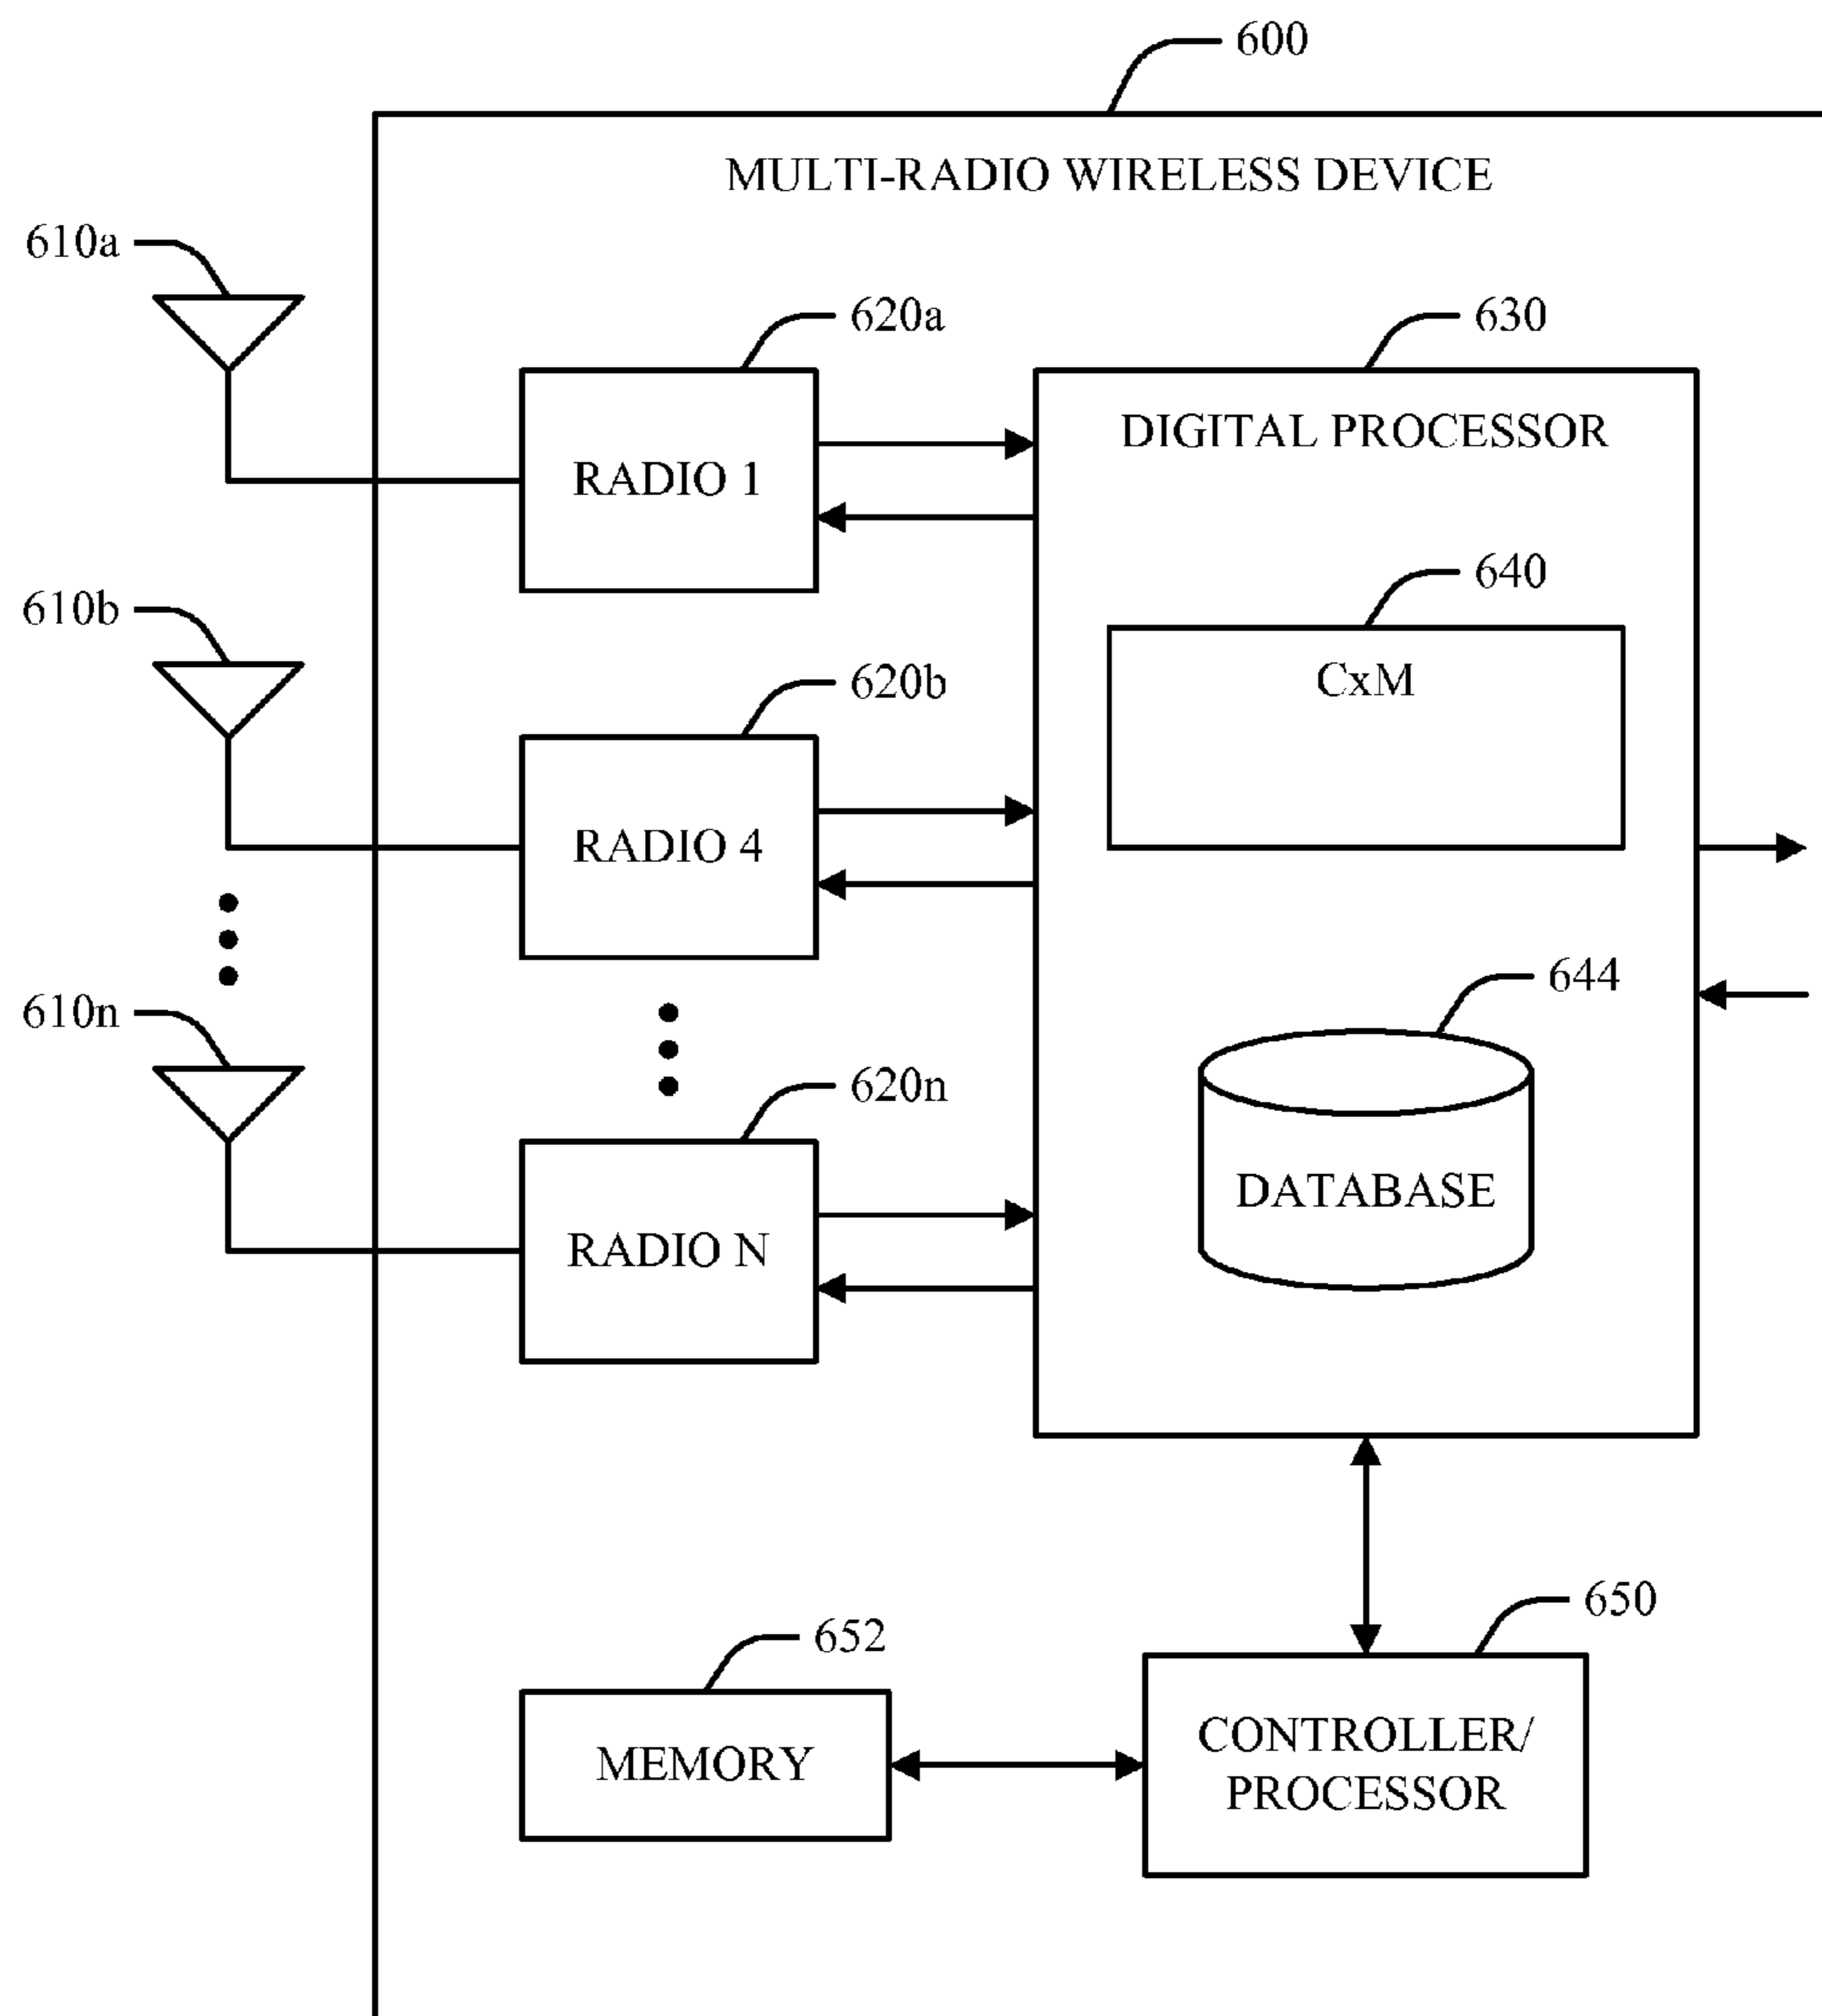 600
MULTI-RADIO WIRELESS DEVICE
610a
620a
630
RADIO 1
DIGITAL PROCESSOR
610b
640
620b
CxM
RADIO 4
610n
644
620n
RADIO N
DATABASE
650
652
MEMORY
CONTROLLER/
PROCESSOR